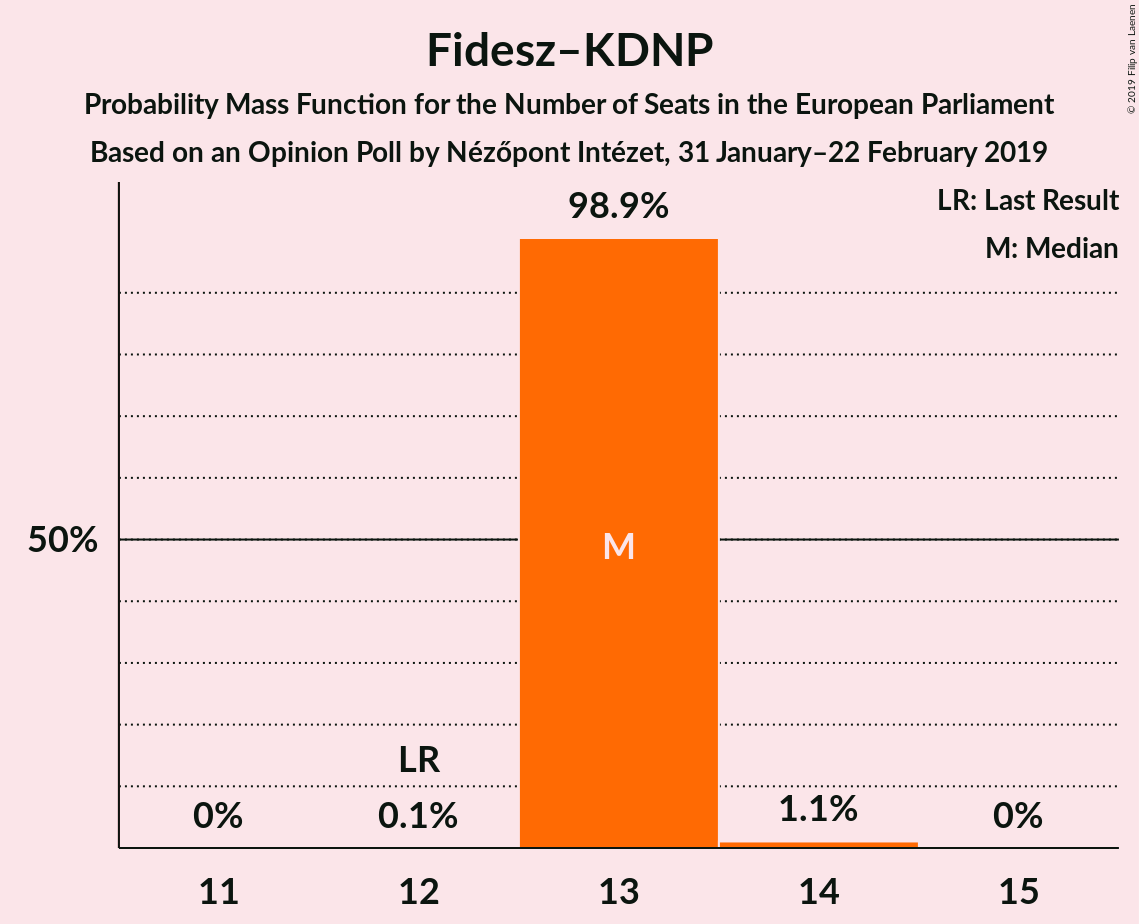 Fidesz–KDNP
Probability Mass Function for the Number of Seats in the European Parliament
Based on an Opinion Poll by Nézőpont Intézet, 31 January–22 February 2019
© 2019 Filip van Laenen
LR: Last Result
M: Median
98.9%
50%
M
LR
0%
0.1%
1.1%
0%
11
12
13
14
15